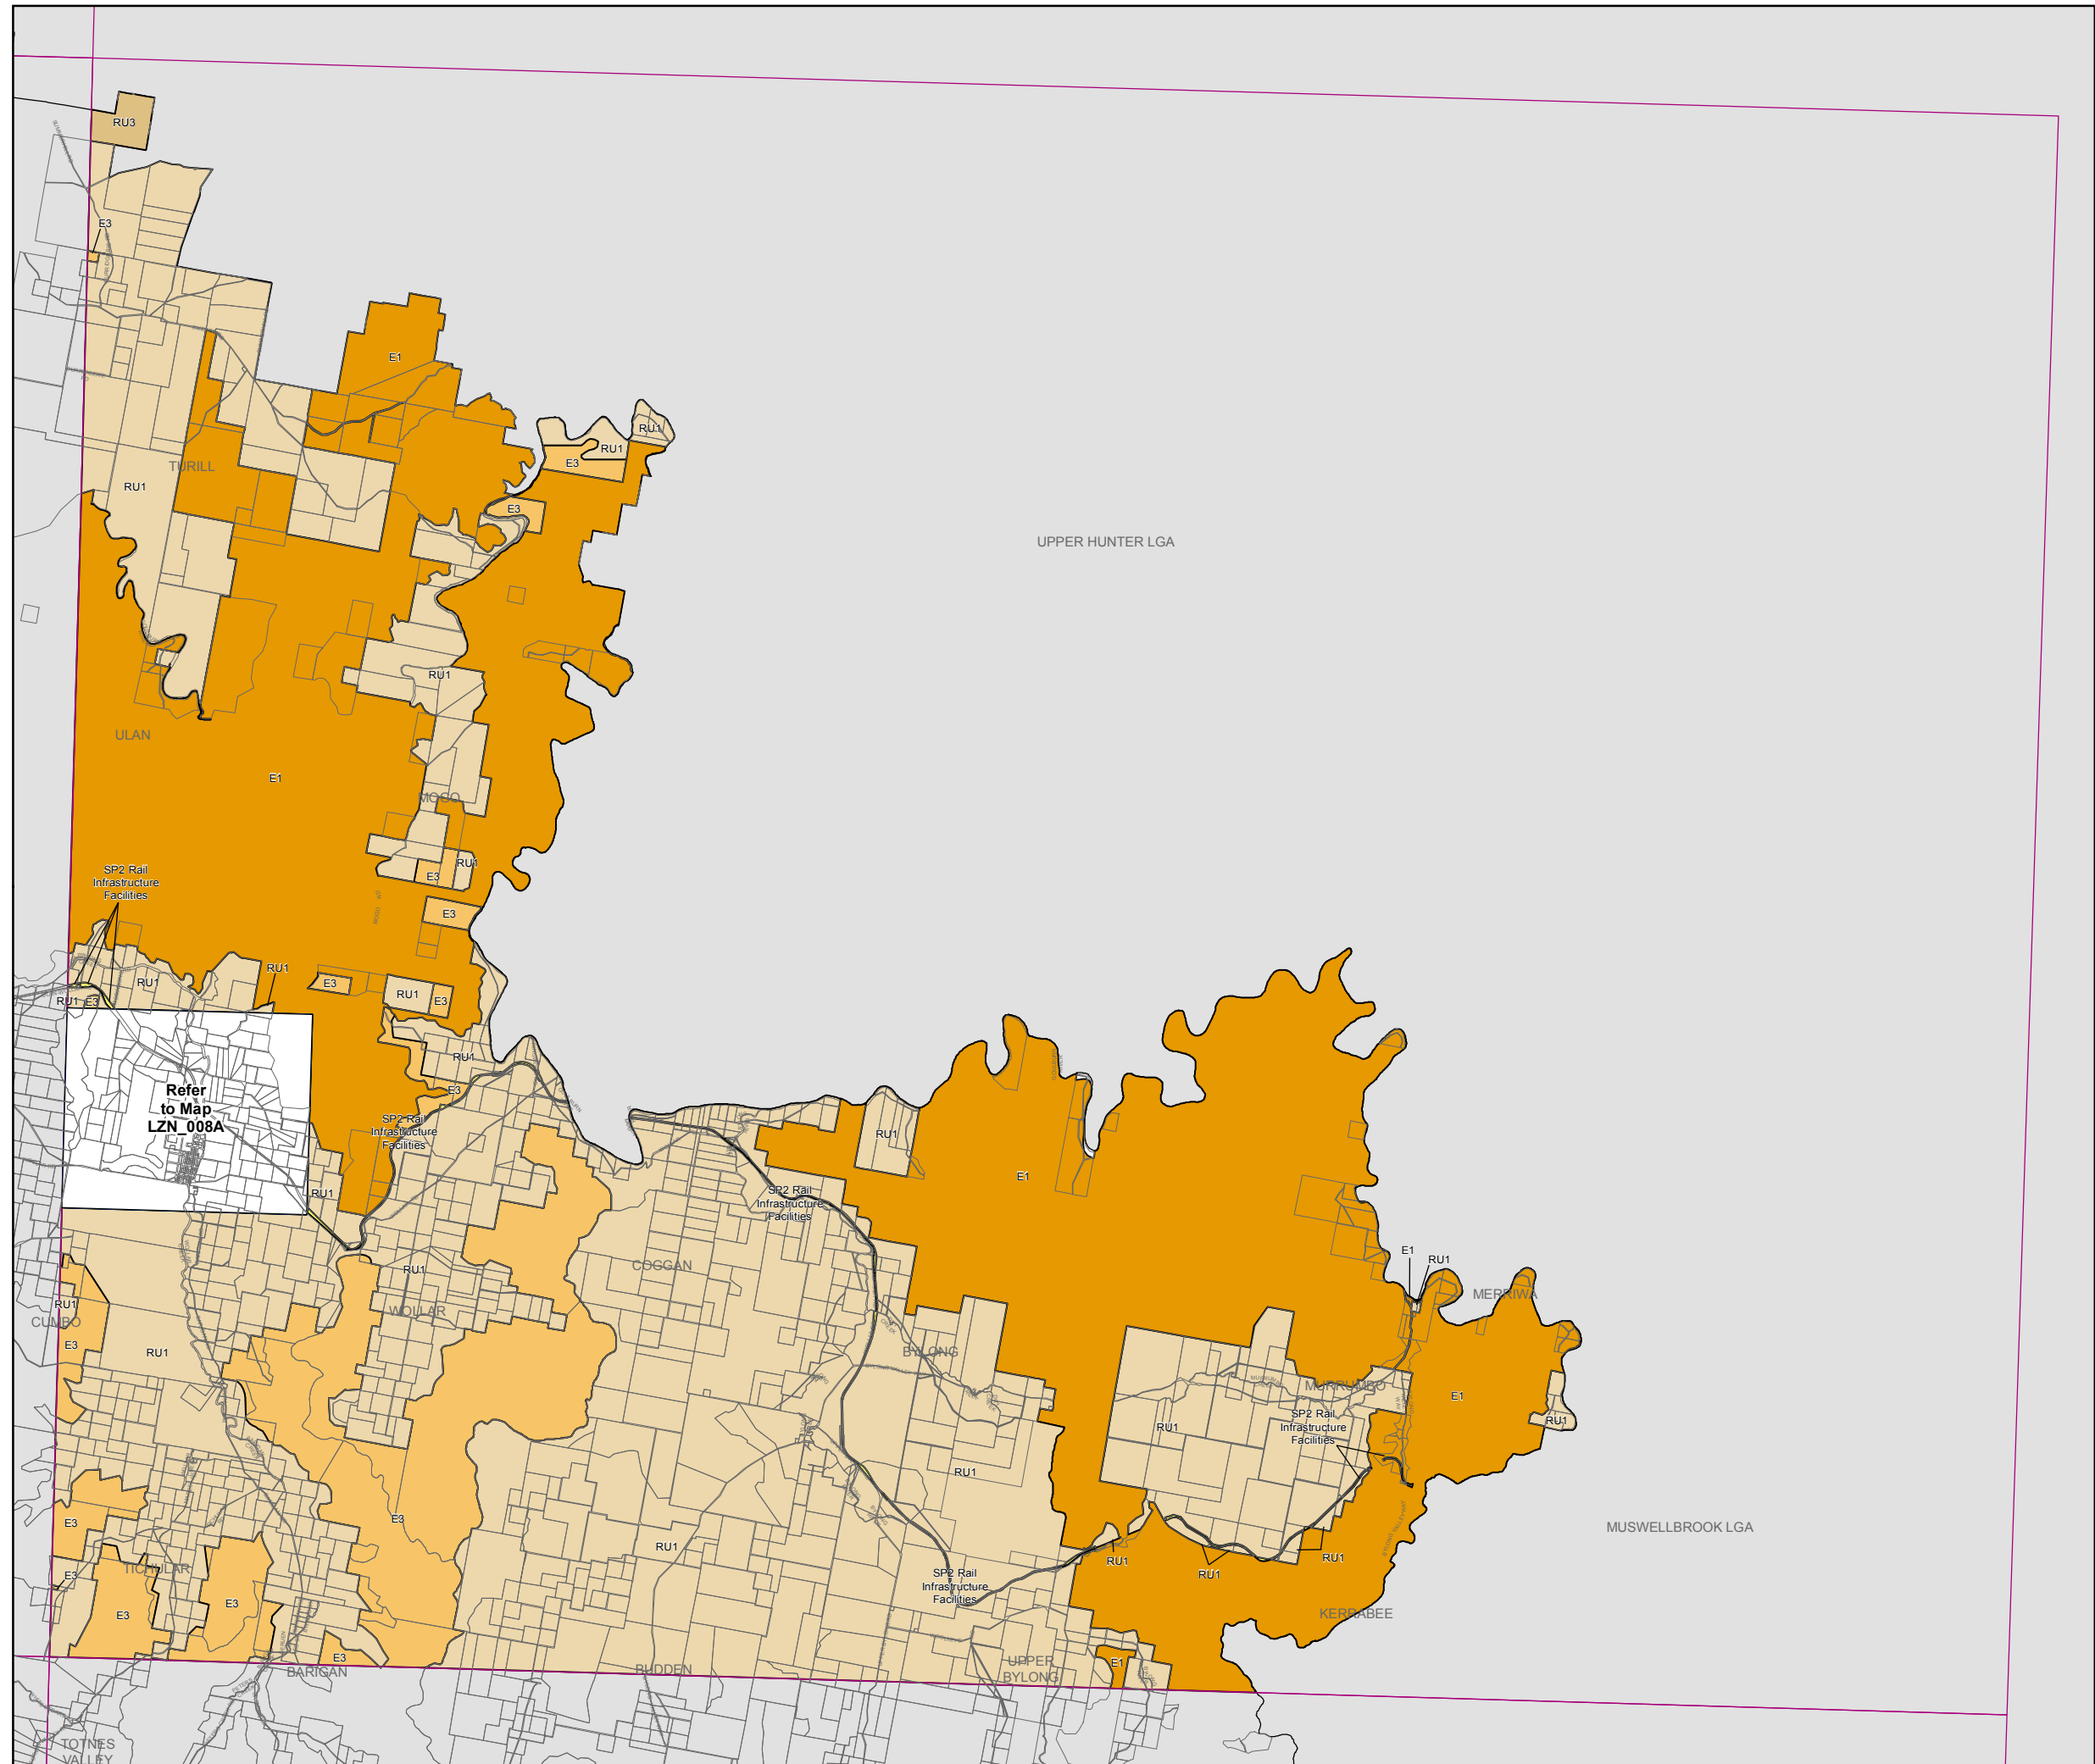 RU3
E3
E1
RU1
RU1
E3
TURILL
RU1
E3
UPPER HUNTER LGA
RU1
ULAN
E1
MOGO
RU1
SP2 Rail
Infrastructure
Facilities
E3
E3
RU1
RU1
E3
RU1
E3
RU1
E3
RU1
E3
Refer
to Map
LZN_008A
SP2 Rail
Infrastructure
Facilities
RU1
E1
RU1
SP2 Rail
Infrastructure
Facilities
E1
RU1
COGGAN
RU1
MERRIWA
RU1
WOLLAR
CUMBO
E3
RU1
BYLONG
MURRUMBO
E1
RU1
RU1
SP2 Rail
Infrastructure
Facilities
RU1
E3
E3
MUSWELLBROOK LGA
RU1
RU1
RU1
RU1
TICHULAR
E3
SP2 Rail
Infrastructure
Facilities
E3
E3
KERRABEE
E3
BARIGAN
BUDDEN
UPPER
BYLONG
E1
TOTNES
VALLEY